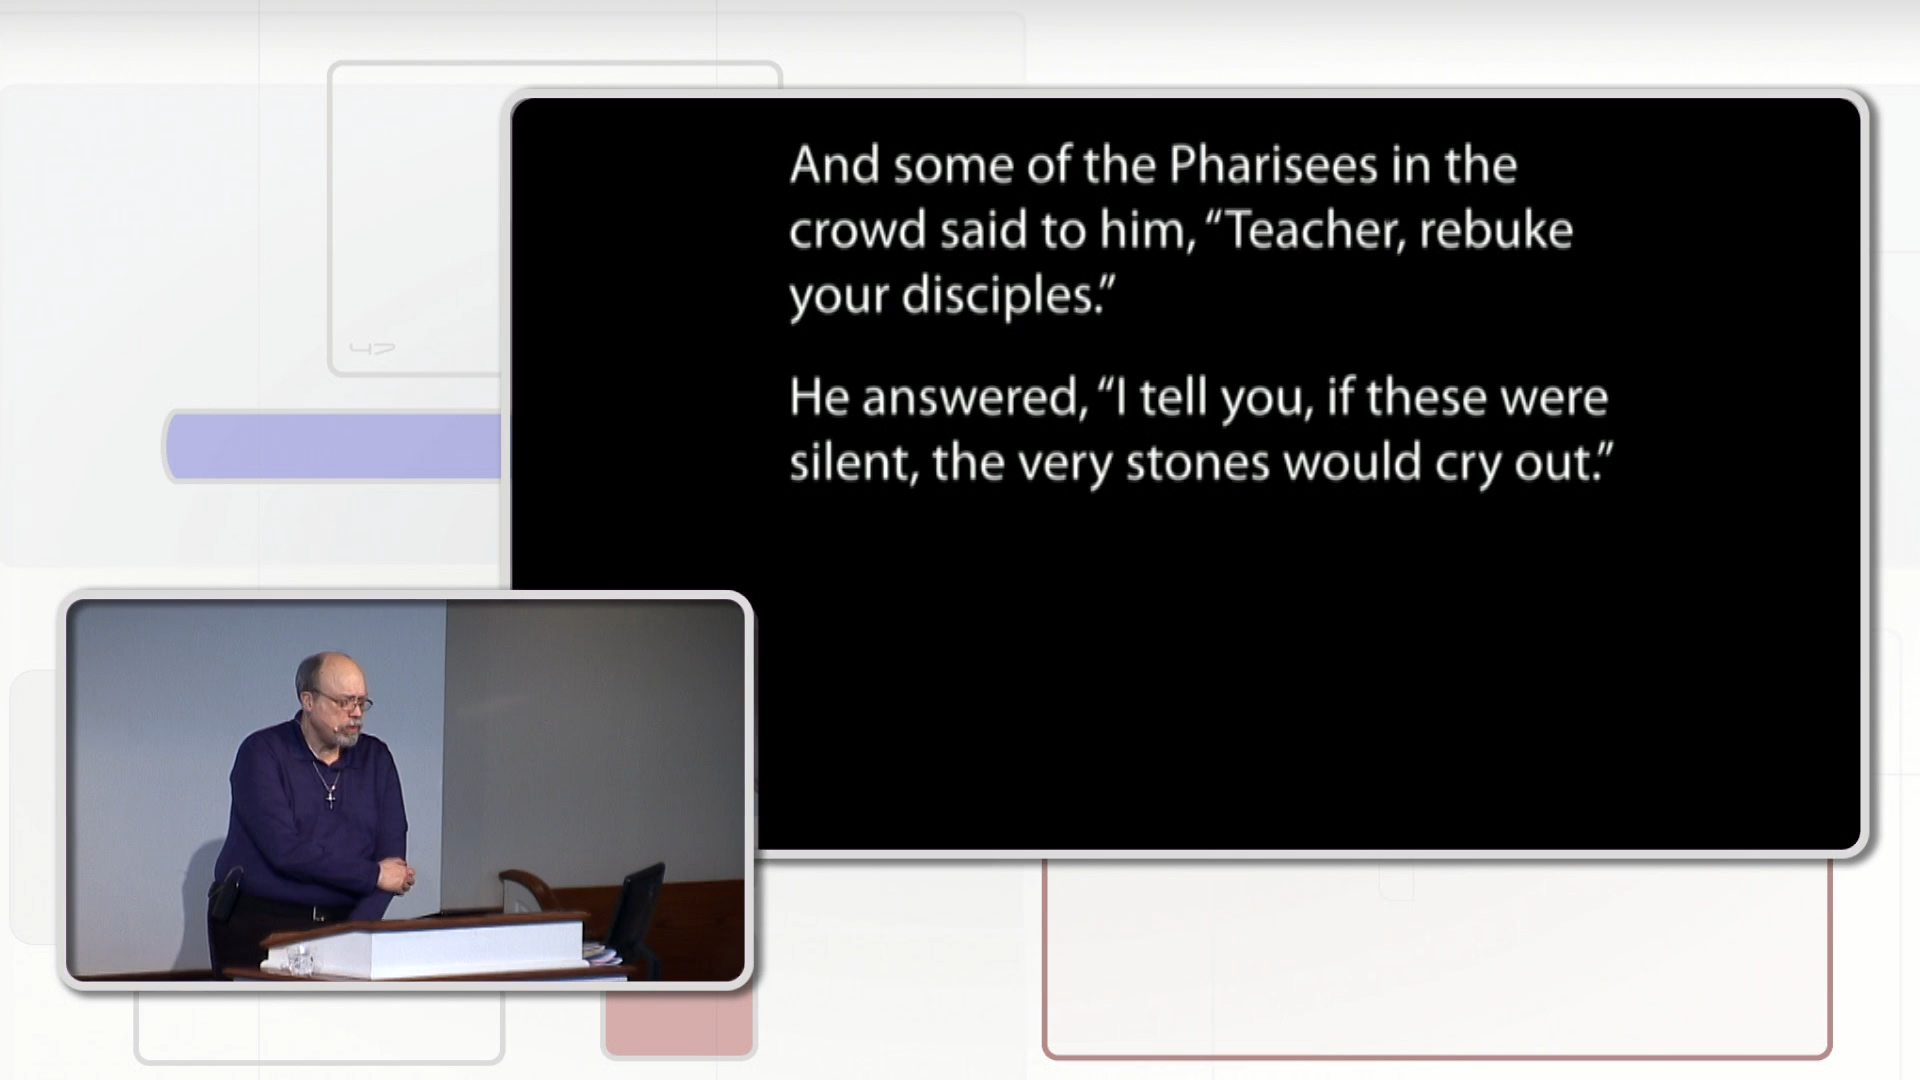 And some of the Pharisees in the
crowd said to him, “Teacher, rebuke
your disciples.”
He answered, “I tell you, if these were
silent, the very stones would cry out.”
47